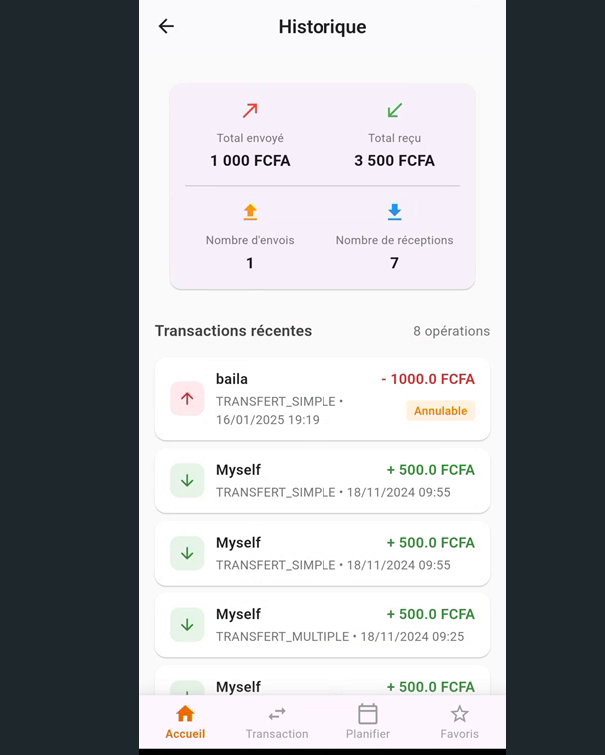 Historique
Total envoyé
Total reçu
1 000 FCFA
3 500 FCFA
Nombre d'envois
Nombre de réceptions
1
7
Transactions récentes
8 opérations
baila
- 1000.0 FCFA
TRANSFERT_SIMPLE •
16/01/2025 19:19
Annulable
Myself
+ 500.0 FCFA
TRANSFERT_SIMPLE • 18/11/2024 09:55
Myself
+ 500.0 FCFA
TRANSFERT_SIMPLE • 18/11/2024 09:55
Myself
+ 500.0 FCFA
TRANSFERT_MULTIPLE • 18/11/2024 09:25
Myself
+ 500.0 FCFA
Accueil
Transaction
Planifier
Favoris